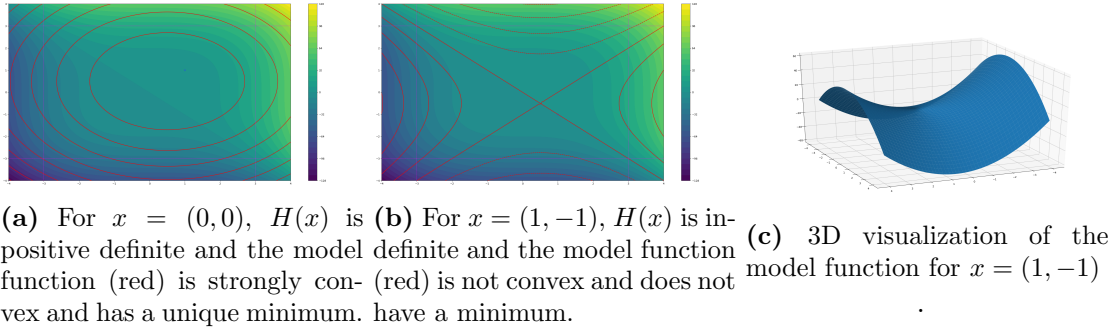 (a) For x = (0, 0), H(x) is
positive definite and the model
function (red) is strongly con-
vex and has a unique minimum.
(b) For x = (1, −1), H(x) is in-
definite and the model function
(red) is not convex and does not
have a minimum.
(c) 3D visualization of the
model function for x = (1, −1)
.